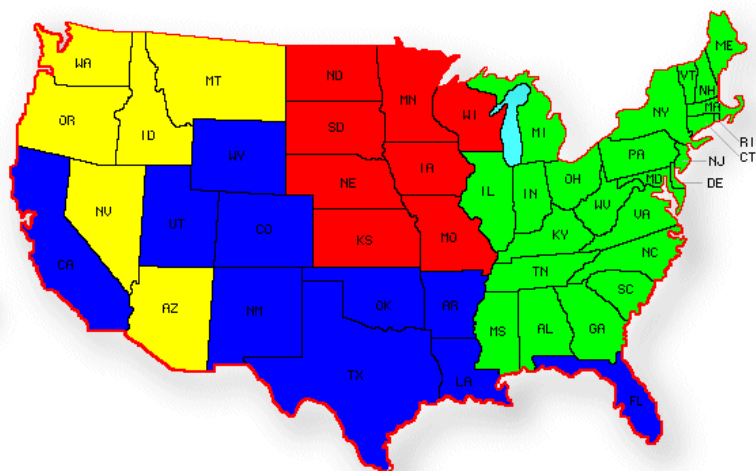 ME
WA
VT
ND
NH
MT
MN
MA
NY
WI
OR
MI
SD
ID
RI
CT
PA
WY
NJ
IA
OH
MD
NE
IL
IN
DE
WV
NV
VA
UT
CO
KY
KS
MO
NC
CA
TN
SC
OK
AR
AZ
NM
MS
AL
GA
TX
LA
FL